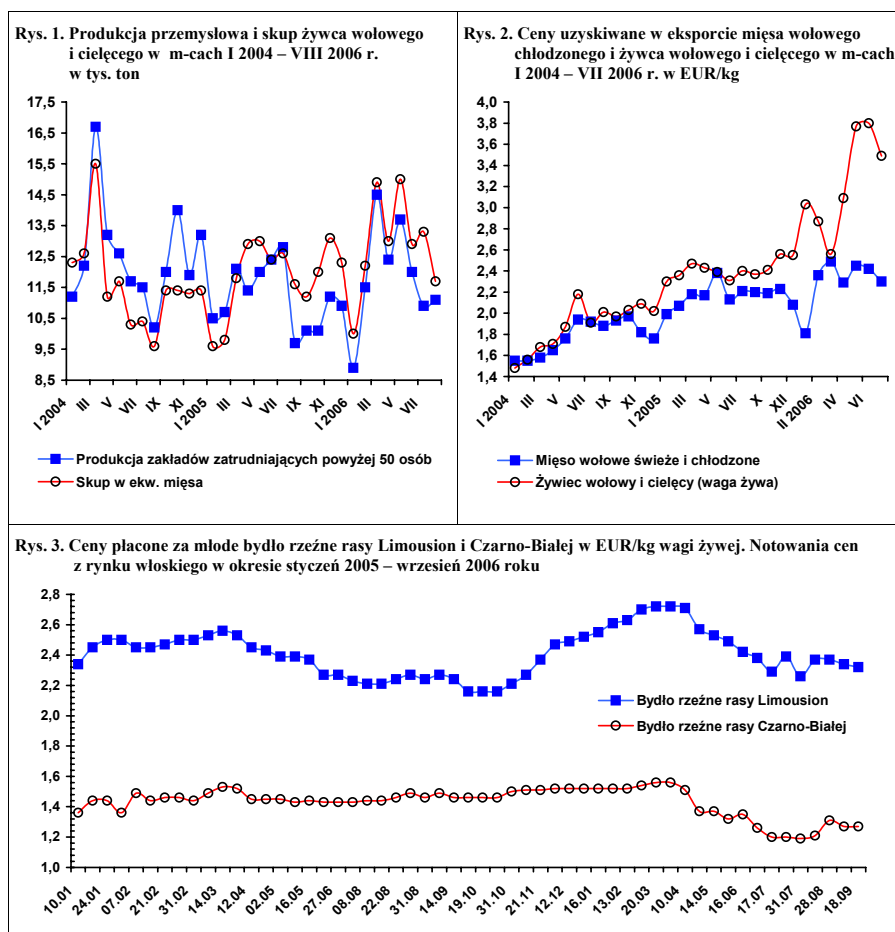 Rys. 1. Produkcja przemysłowa i skup żywca wołowego
i cielęcego w m-cach I 2004 – VIII 2006 r.
w tys. ton
17,5
16,5
15,5
14,5
13,5
12,5
11,5
10,5
9,5
8,5
I 2004
III
V
VII
IX
XI
I 2005
III
V
VII
IX
XI
I 2006
III
V
VII
Produkcja zakładów zatrudniających powyżej 50 osób
Skup w ekw. mięsa
Rys. 2. Ceny uzyskiwane w eksporcie mięsa wołowego
chłodzonego i żywca wołowego i cielęcego w m-cach
I 2004 – VII 2006 r. w EUR/kg
4,0
3,8
3,6
3,4
3,2
3,0
2,8
2,6
2,4
2,2
2,0
1,8
1,6
1,4
I 2004
III
V
VII
IX
XI
I 2005
III
V
VII
X
XII
II 2006
IV
VI
Mięso wołowe świeże i chłodzone
Żywiec wołowy i cielęcy (waga żywa)
Rys. 3. Ceny płacone za młode bydło rzeźne rasy Limousion i Czarno-Białej w EUR/kg wagi żywej. Notowania cen
z rynku włoskiego w okresie styczeń 2005 – wrzesień 2006 roku
2,8
2,6
2,4
2,2
2,0
1,8
1,6
1,4
1,2
1,0
Bydło rzeźne rasy Limousion
Bydło rzeźne rasy Czarno-Białej
10.01
24.01
07.02
21.02
31.02
14.03
12.04
02.05
16.05
27.06
08.08
22.08
31.08
14.09
19.10
31.10
21.11
12.12
16.01
13.02
20.03
10.04
14.05
16.06
17.07
31.07
28.08
18.09